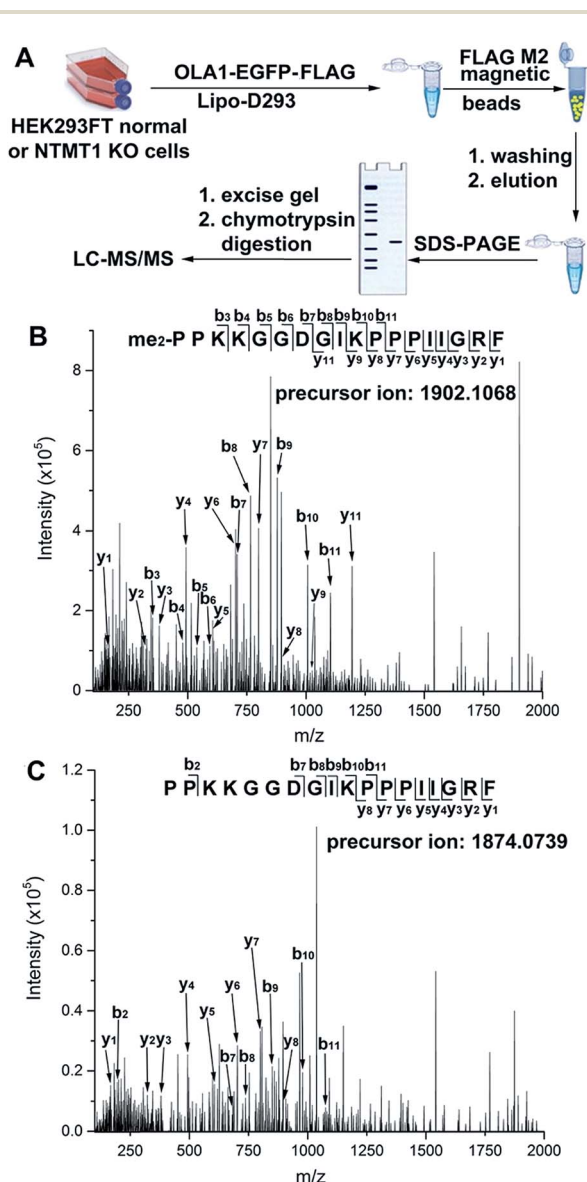 A
HEK293FT normal
or NTMT1 KO cells
OLA1-EGFP-FLAG
Lipo-D293
FLAG M2
magnetic
beads
1. washing
2. elution
SDS-PAGE
1. excise gel
2. chymotrypsin
digestion
LC-MS/MS
B
b3 b4 b5 b6 b7 b8 b9 b10 b11
me2-P P K K G G D G I K P P P I I G R F
y11 y9 y8 y7 y6 y5 y4 y3 y2 y1
precursor ion: 1902.1068
Intensity (x10^5)
8
6
4
2
0
y1
y2
b3
y3
b4
y4
b5
b6
y5
y6
b7
b8
y7
b9
y8
b10
y9
b11
y11
250 500 750 1000 1250 1500 1750 2000
m/z
C
b2 b7 b8 b9 b10 b11
P P K K G G D G I K P P P I I G R F
y8 y7 y6 y5 y4 y3 y2 y1
precursor ion: 1874.0739
Intensity (x10^5)
1.2
1.0
0.8
0.6
0.4
0.2
0.0
y1
b2
y2
y3
y4
y5
b7
y6
b8
y7
b9
y8
b10
b11
250 500 750 1000 1250 1500 1750 2000
m/z